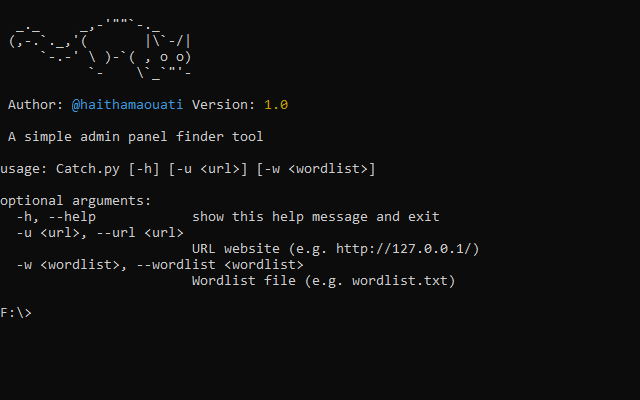 Author: @haithamaouati Version: 1.0
A simple admin panel finder tool
usage: Catch.py [-h] [-u <url>] [-w <wordlist>]
optional arguments:
-h, --help show this help message and exit
-u <url>, --url <url>
URL website (e.g. http://127.0.0.1/)
-w <wordlist>, --wordlist <wordlist>
Wordlist file (e.g. wordlist.txt)
F:\>